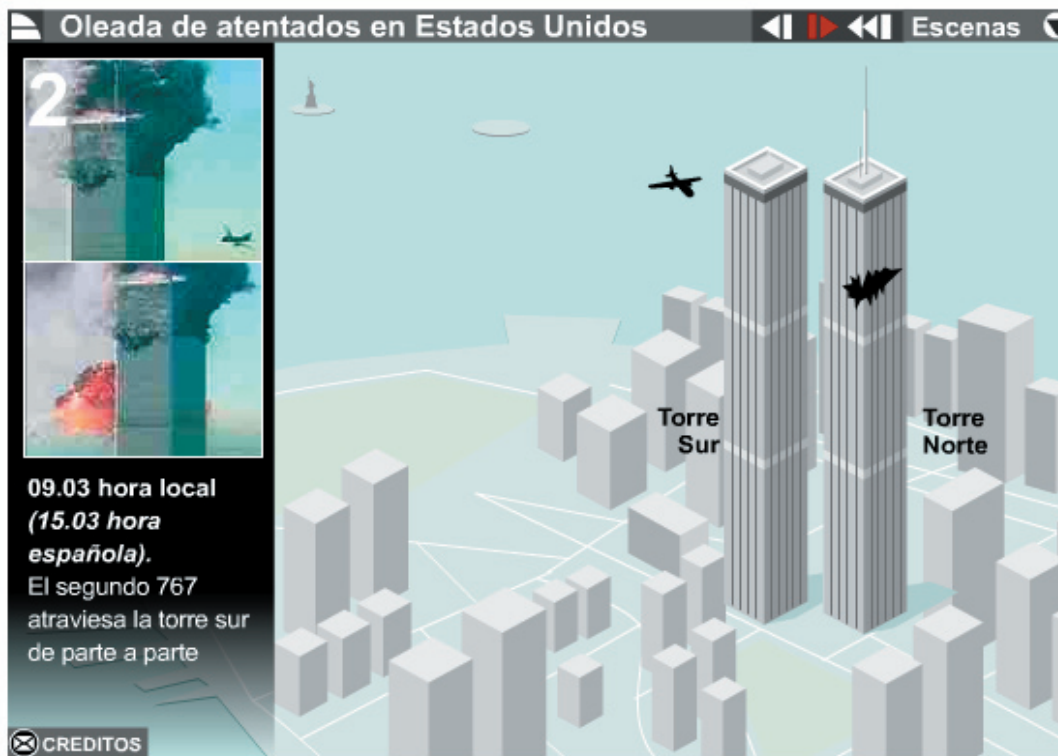 Oleada de atentados en Estados Unidos
Escenas
2
09.03 hora local
(15.03 hora
española).
El segundo 767
atraviesa la torre sur
de parte a parte
Torre
Sur
Torre
Norte
CREDITOS